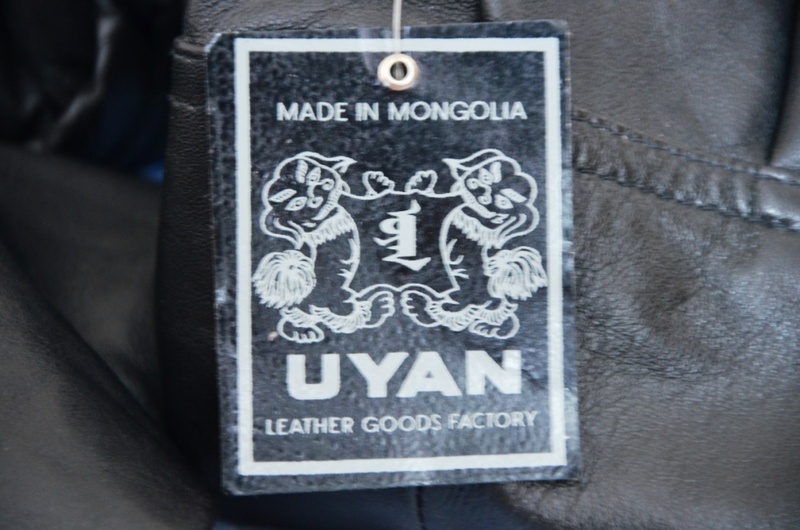 MADE IN MONGOLIA
UYAN
LEATHER GOODS FACTORY